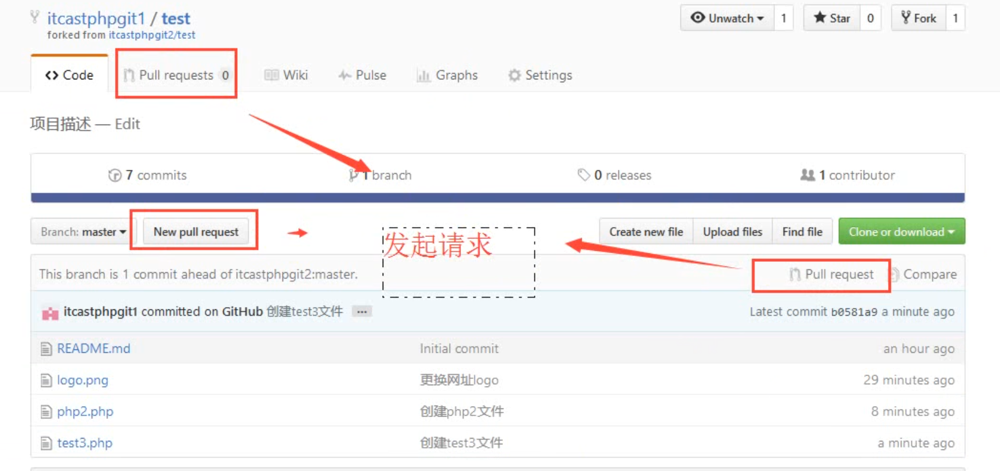 itcastphpgit1 / test
forked from itcastphpgit2/test
Unwatch 1 Star 0 Fork 1
Code Pull requests 0 Wiki Pulse Graphs Settings
项目描述 — Edit
7 commits 1 branch 0 releases 1 contributor
Branch: master New pull request Create new file Upload files Find file Clone or download
发起请求
This branch is 1 commit ahead of itcastphpgit2:master. Pull request Compare
itcastphpgit1 committed on GitHub 创建test3文件 ... Latest commit b0581a9 a minute ago
README.md Initial commit an hour ago
logo.png 更换网址logo 29 minutes ago
php2.php 创建php2文件 8 minutes ago
test3.php 创建test3文件 a minute ago